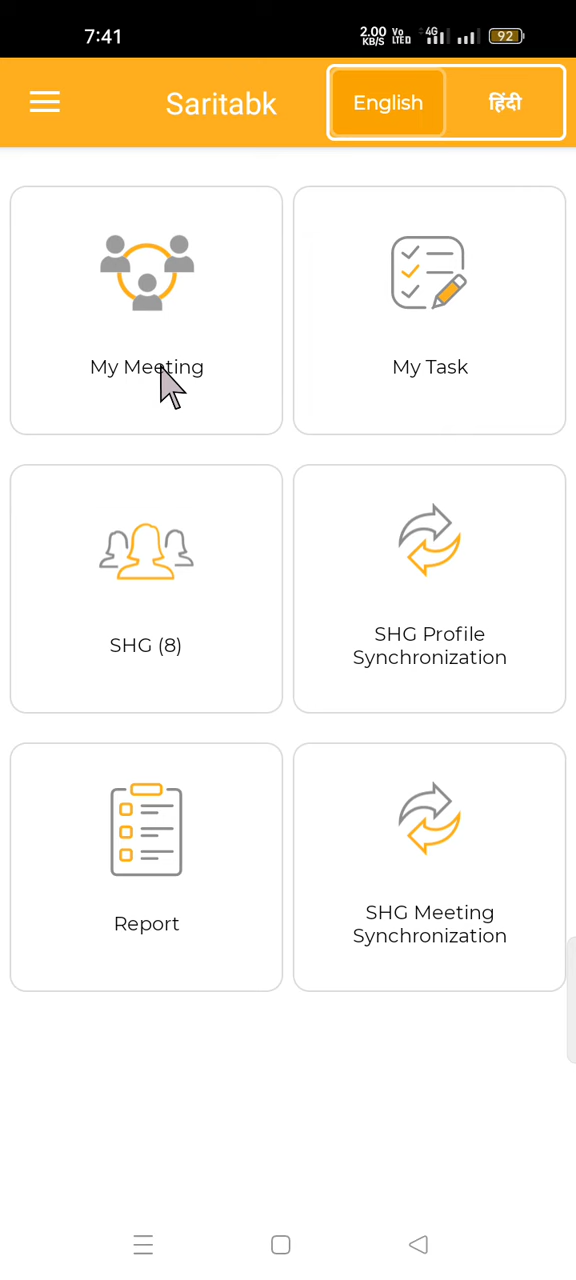 7:41
2.00 KB/S Vo LTED 4G 92
Saritabk
English
हिंदी
My Meeting
My Task
SHG (8)
SHG Profile
Synchronization
Report
SHG Meeting
Synchronization